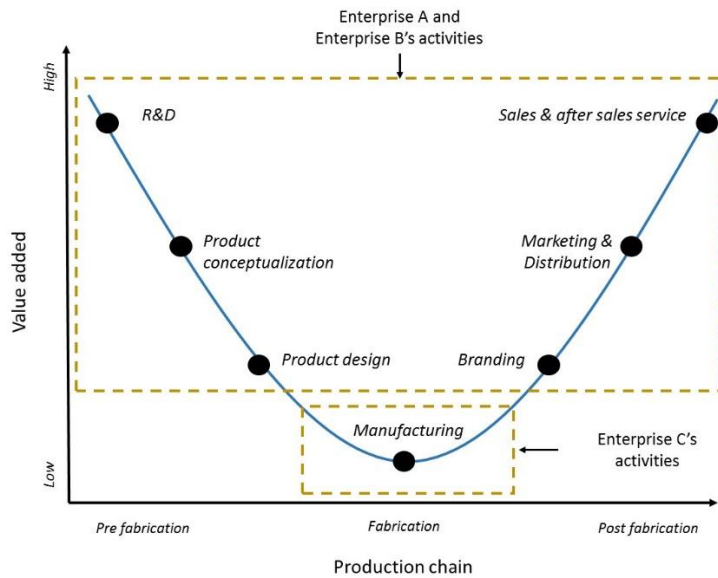 Enterprise A and
Enterprise B's activities
High
R&D
Sales & after sales service
Product
conceptualization
Marketing &
Distribution
Value added
Product design
Branding
Manufacturing
Enterprise C's
activities
Low
Pre fabrication
Fabrication
Post fabrication
Production chain